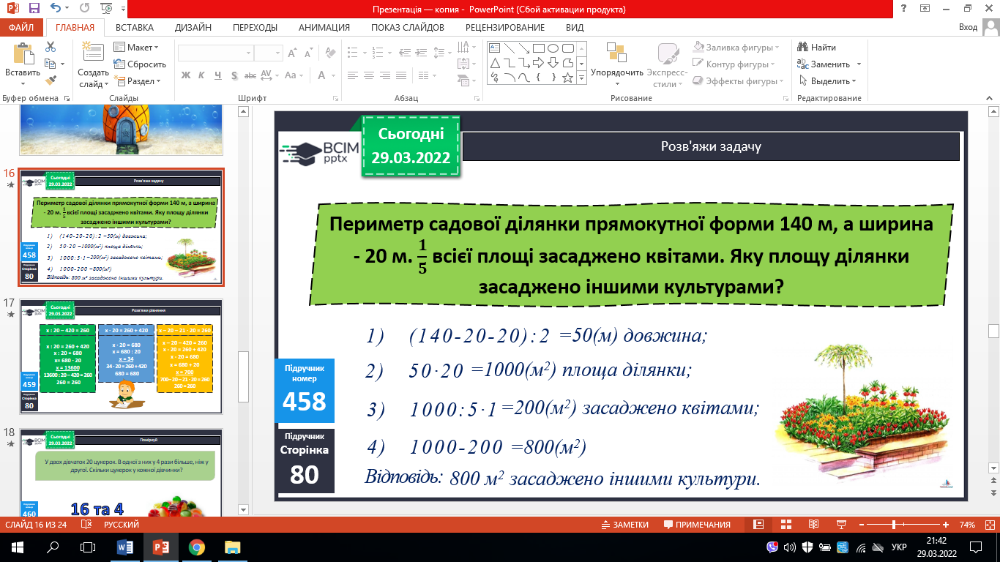 Презентація — копия - PowerPoint (Сбой активации продукта)
ФАЙЛ ГЛАВНАЯ ВСТАВКА ДИЗАЙН ПЕРЕХОДЫ АНИМАЦИЯ ПОКАЗ СЛАЙДОВ РЕЦЕНЗИРОВАНИЕ ВИД Вход
Вставить
Буфер обмена
Создать слайд
Макет
Сбросить
Раздел
Слайды
Ж К Ч S abc AV Aa A
Шрифт
Абзац
Упорядочить
Экспресс-стили
Заливка фигуры
Контур фигуры
Эффекты фигуры
Рисование
Найти
Заменить
Выделить
Редактирование
16
Сьогодні
29.03.2022
Розв'яжи задачу
Периметр садової ділянки прямокутної форми 140 м, а ширина
- 20 м. 1/5 всієї площі засаджено квітами. Яку площу ділянки
засаджено іншими культурами?
1) (140-20-20):2 =50(м) довжина;
2) 50·20 =1000(м²) площа ділянки;
3) 1000:5·1 =200(м²) засаджено квітами;
4) 1000-200 =800(м²)
Відповідь: 800 м² засаджено іншими культури.
458
Сторінка
80
17
Сьогодні
29.03.2022
Розв'яжи рівняння
х : 20 – 420 = 260
х : 20 = 260 + 420
х : 20 = 680
х= 680 · 20
х = 13600
13600 : 20 – 420 = 260
260 = 260
х · 20 = 260 + 420
х · 20 = 680
х = 680 : 20
х = 34
34 · 20 = 260 + 420
680 = 680
х – 20 – 21 · 20 = 260
х – 20 – 420 = 260
х - 20 = 260 + 420
х - 20 = 680
х = 680 + 20
х = 700
700– 20 – 21 · 20 = 260
260 = 260
459
Сторінка
80
18
Сьогодні
29.03.2022
Поміркуй
У двох дівчаток 20 цукерок. В одної з них у 4 рази більше, ніж у
другої. Скільки цукерок у кожної дівчинки?
16 та 4
460
ВСІМ
pptx
Сьогодні
29.03.2022
Розв'яжи задачу
Периметр садової ділянки прямокутної форми 140 м, а ширина
- 20 м. 1/5 всієї площі засаджено квітами. Яку площу ділянки
засаджено іншими культурами?
1) (140-20-20):2 =50(м) довжина;
2) 50·20 =1000(м²) площа ділянки;
3) 1000:5·1 =200(м²) засаджено квітами;
4) 1000-200 =800(м²)
Відповідь: 800 м² засаджено іншими культури.
Підручник
номер
458
Підручник
Сторінка
80
СЛАЙД 16 ИЗ 24 РУССКИЙ ЗАМЕТКИ ПРИМЕЧАНИЯ 74%
УКР
21:42
29.03.2022